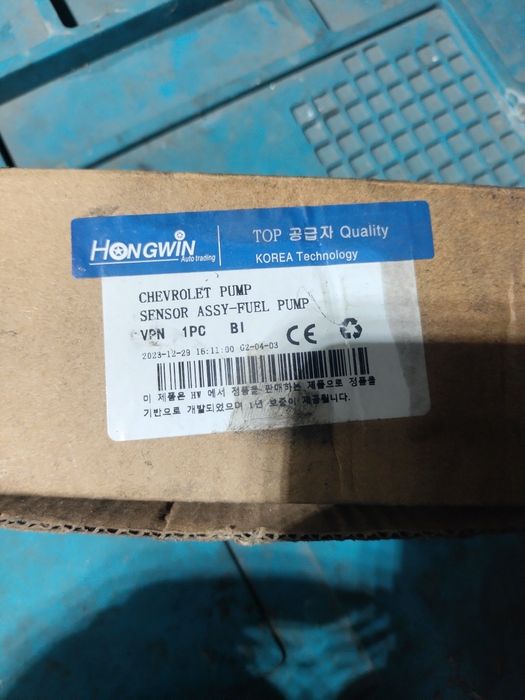 HONGWIN
Auto trading
TOP 공급자 Quality
KOREA Technology
CHEVROLET PUMP
SENSOR ASSY-FUEL PUMP
VPN 1PC BI
CE
2023-12-29 16:11:00 G2-04-03
이 제품은 HW 에서 정품을 판매하는 제품으로 정품을
기반으로 개발되었으며 1년 보증이 제공됩니다.